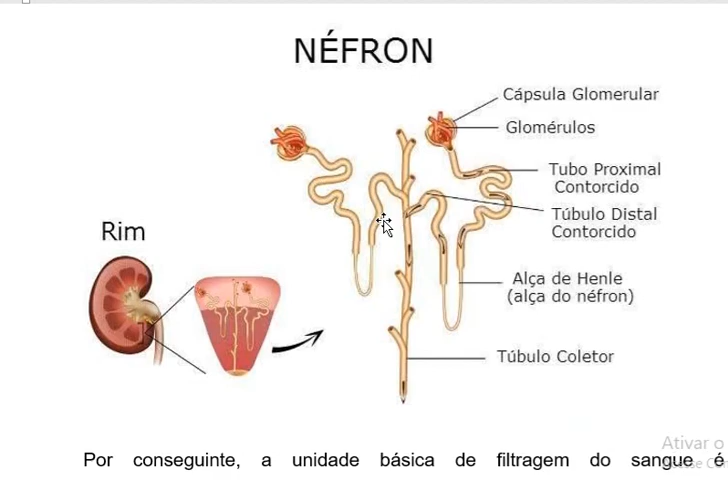 NÉFRON
Cápsula Glomerular
Glomérulos
Tubo Proximal
Contorcido
Túbulo Distal
Contorcido
Rim
Alça de Henle
(alça do néfron)
Túbulo Coletor
Ativar o
Por conseguinte, a unidade básica de filtragem do sangue é